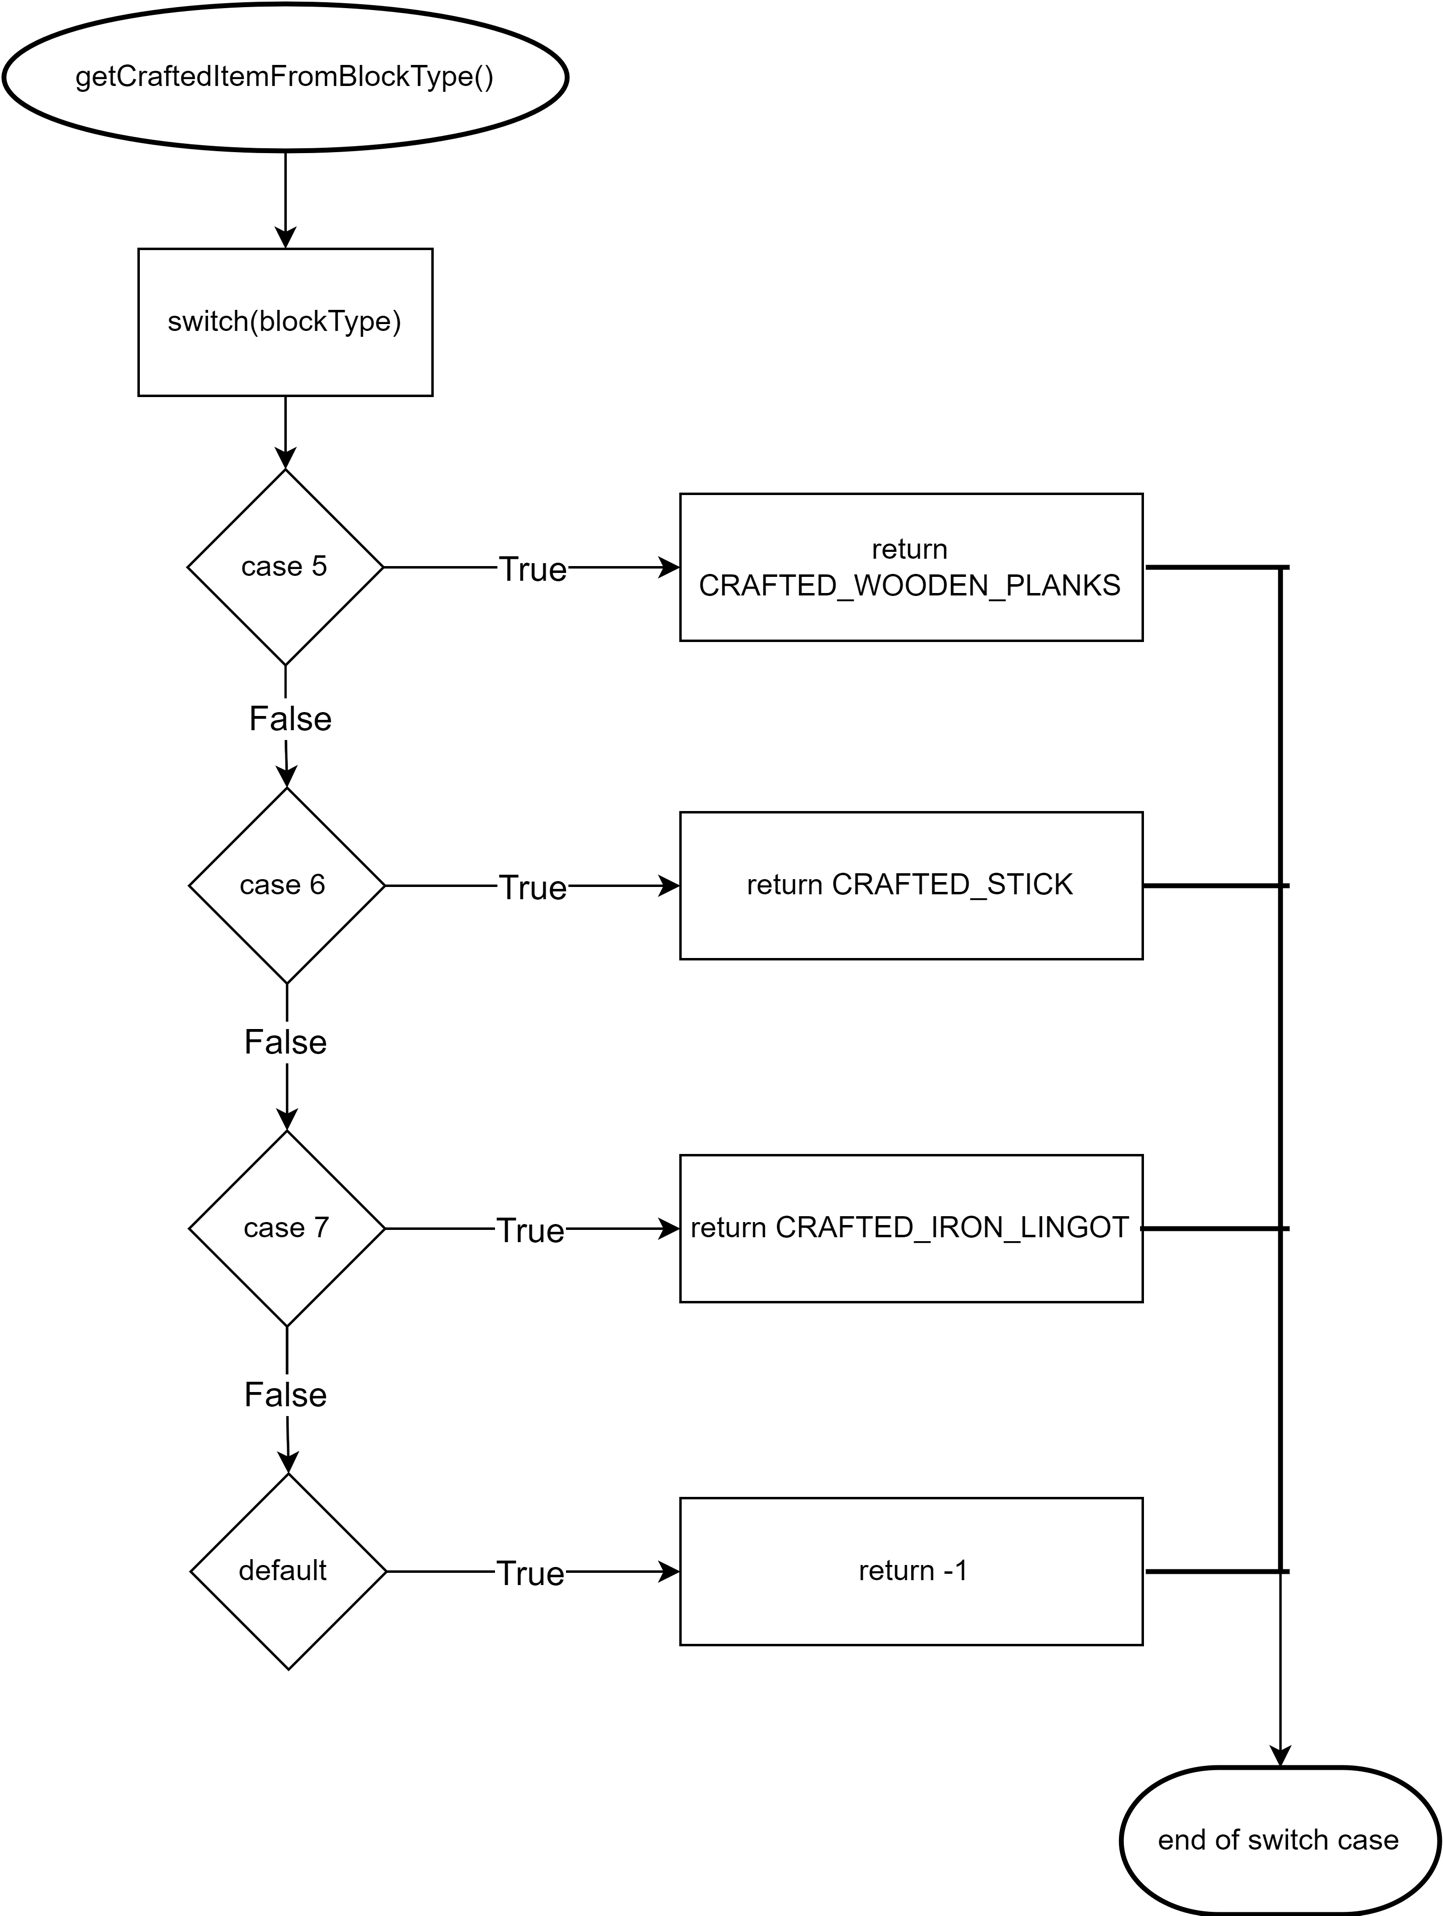 getCraftedItemFromBlockType()
switch(blockType)
case 5
True
return
CRAFTED_WOODEN_PLANKS
False
case 6
True
return CRAFTED_STICK
False
case 7
True
return CRAFTED_IRON_LINGOT
False
default
True
return -1
end of switch case